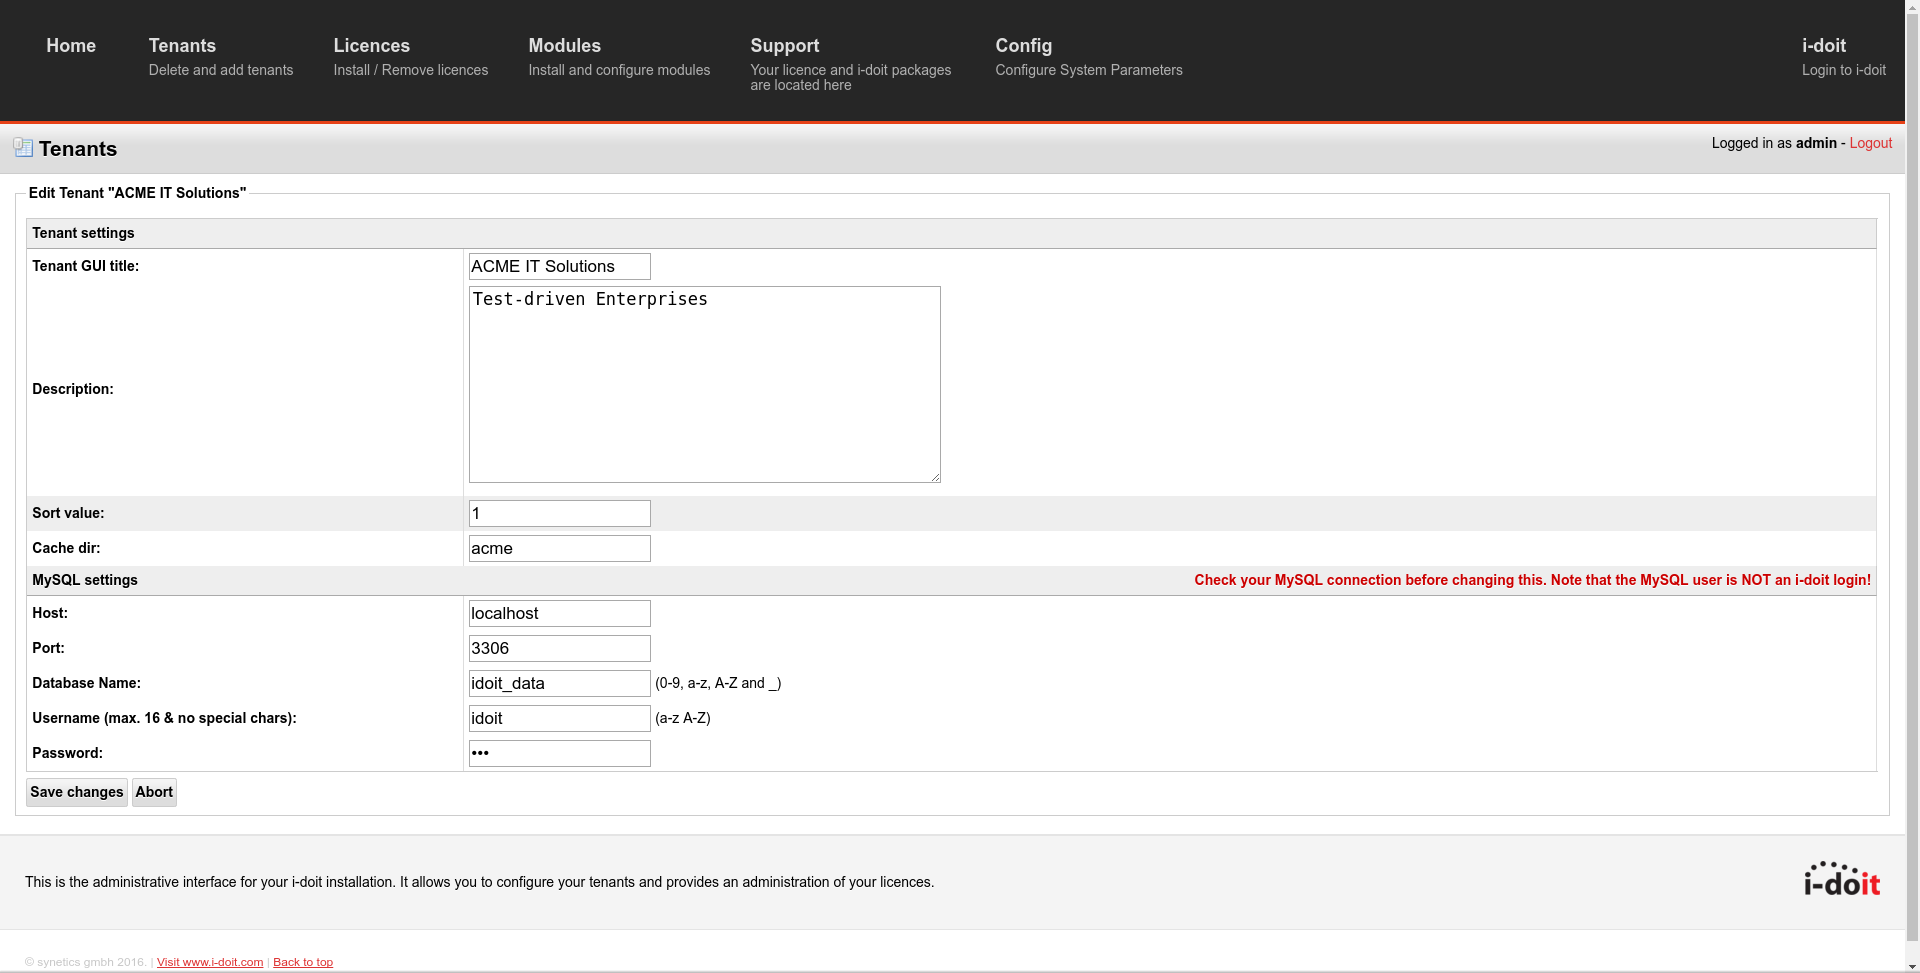 Home
Tenants
Delete and add tenants
Licences
Install / Remove licences
Modules
Install and configure modules
Support
Your licence and i-doit packages
are located here
Config
Configure System Parameters
i-doit
Login to i-doit
Tenants
Logged in as admin - Logout
Edit Tenant "ACME IT Solutions"
Tenant settings
Tenant GUI title: ACME IT Solutions
Test-driven Enterprises
Description:
Sort value: 1
Cache dir: acme
MySQL settings Check your MySQL connection before changing this. Note that the MySQL user is NOT an i-doit login!
Host: localhost
Port: 3306
Database Name: idoit_data (0-9, a-z, A-Z and _)
Username (max. 16 & no special chars): idoit (a-z A-Z)
Password: •••
Save changes Abort
This is the administrative interface for your i-doit installation. It allows you to configure your tenants and provides an administration of your licences.
i-doit
© synetics gmbh 2016. | Visit www.i-doit.com | Back to top